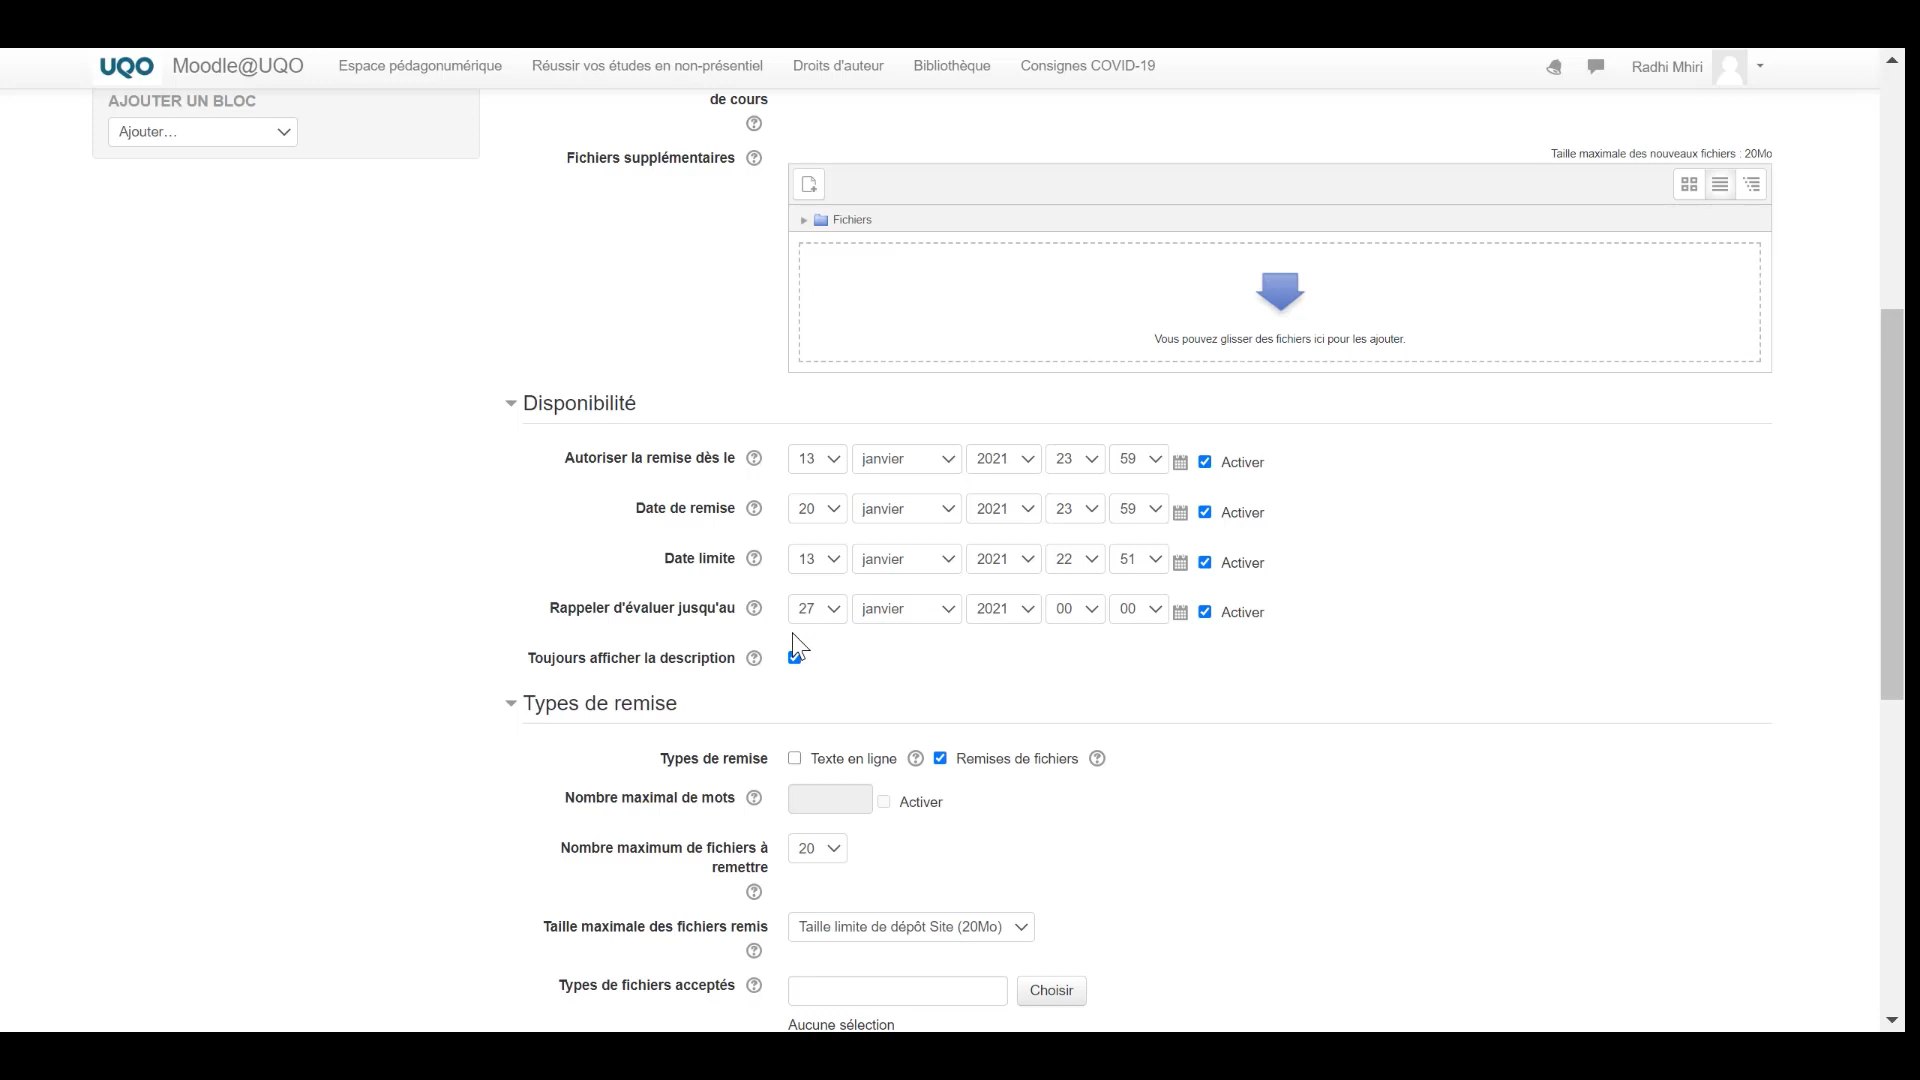 UQO Moodle@UQO Espace pédagonumérique Réussir vos études en non-présentiel Droits d'auteur Bibliothèque Consignes COVID-19 Radhi Mhiri
AJOUTER UN BLOC
Ajouter...
de cours
Fichiers supplémentaires
Taille maximale des nouveaux fichiers : 20Mo
Fichiers
Vous pouvez glisser des fichiers ici pour les ajouter.
Disponibilité
Autoriser la remise dès le 13 janvier 2021 23 59 Activer
Date de remise 20 janvier 2021 23 59 Activer
Date limite 13 janvier 2021 22 51 Activer
Rappeler d'évaluer jusqu'au 27 janvier 2021 00 00 Activer
Toujours afficher la description
Types de remise
Types de remise Texte en ligne Remises de fichiers
Nombre maximal de mots Activer
Nombre maximum de fichiers à 20
remettre
Taille maximale des fichiers remis Taille limite de dépôt Site (20Mo)
Types de fichiers acceptés Choisir
Aucune sélection